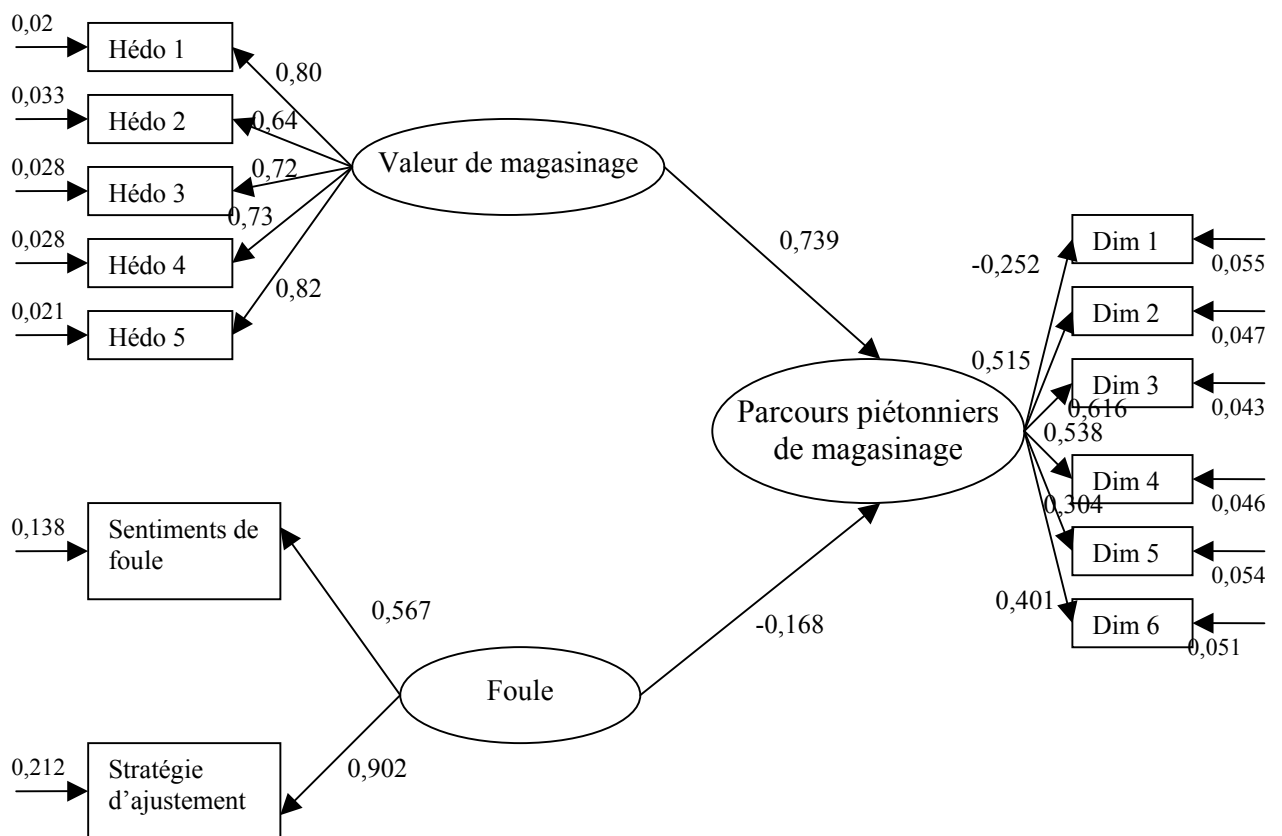 0,02
Hédo 1
0,80
0,033
Hédo 2
0,64
0,028
Hédo 3
0,72
0,028
Hédo 4
0,73
0,021
Hédo 5
0,82
Valeur de magasinage
0,739
Parcours piétonniers
de magasinage
-0,252
Dim 1
0,055
0,515
Dim 2
0,047
0,616
Dim 3
0,043
0,538
Dim 4
0,046
0,304
Dim 5
0,054
0,401
Dim 6
0,051
0,138
Sentiments de
foule
0,567
-0,168
Foule
0,212
Stratégie
d’ajustement
0,902